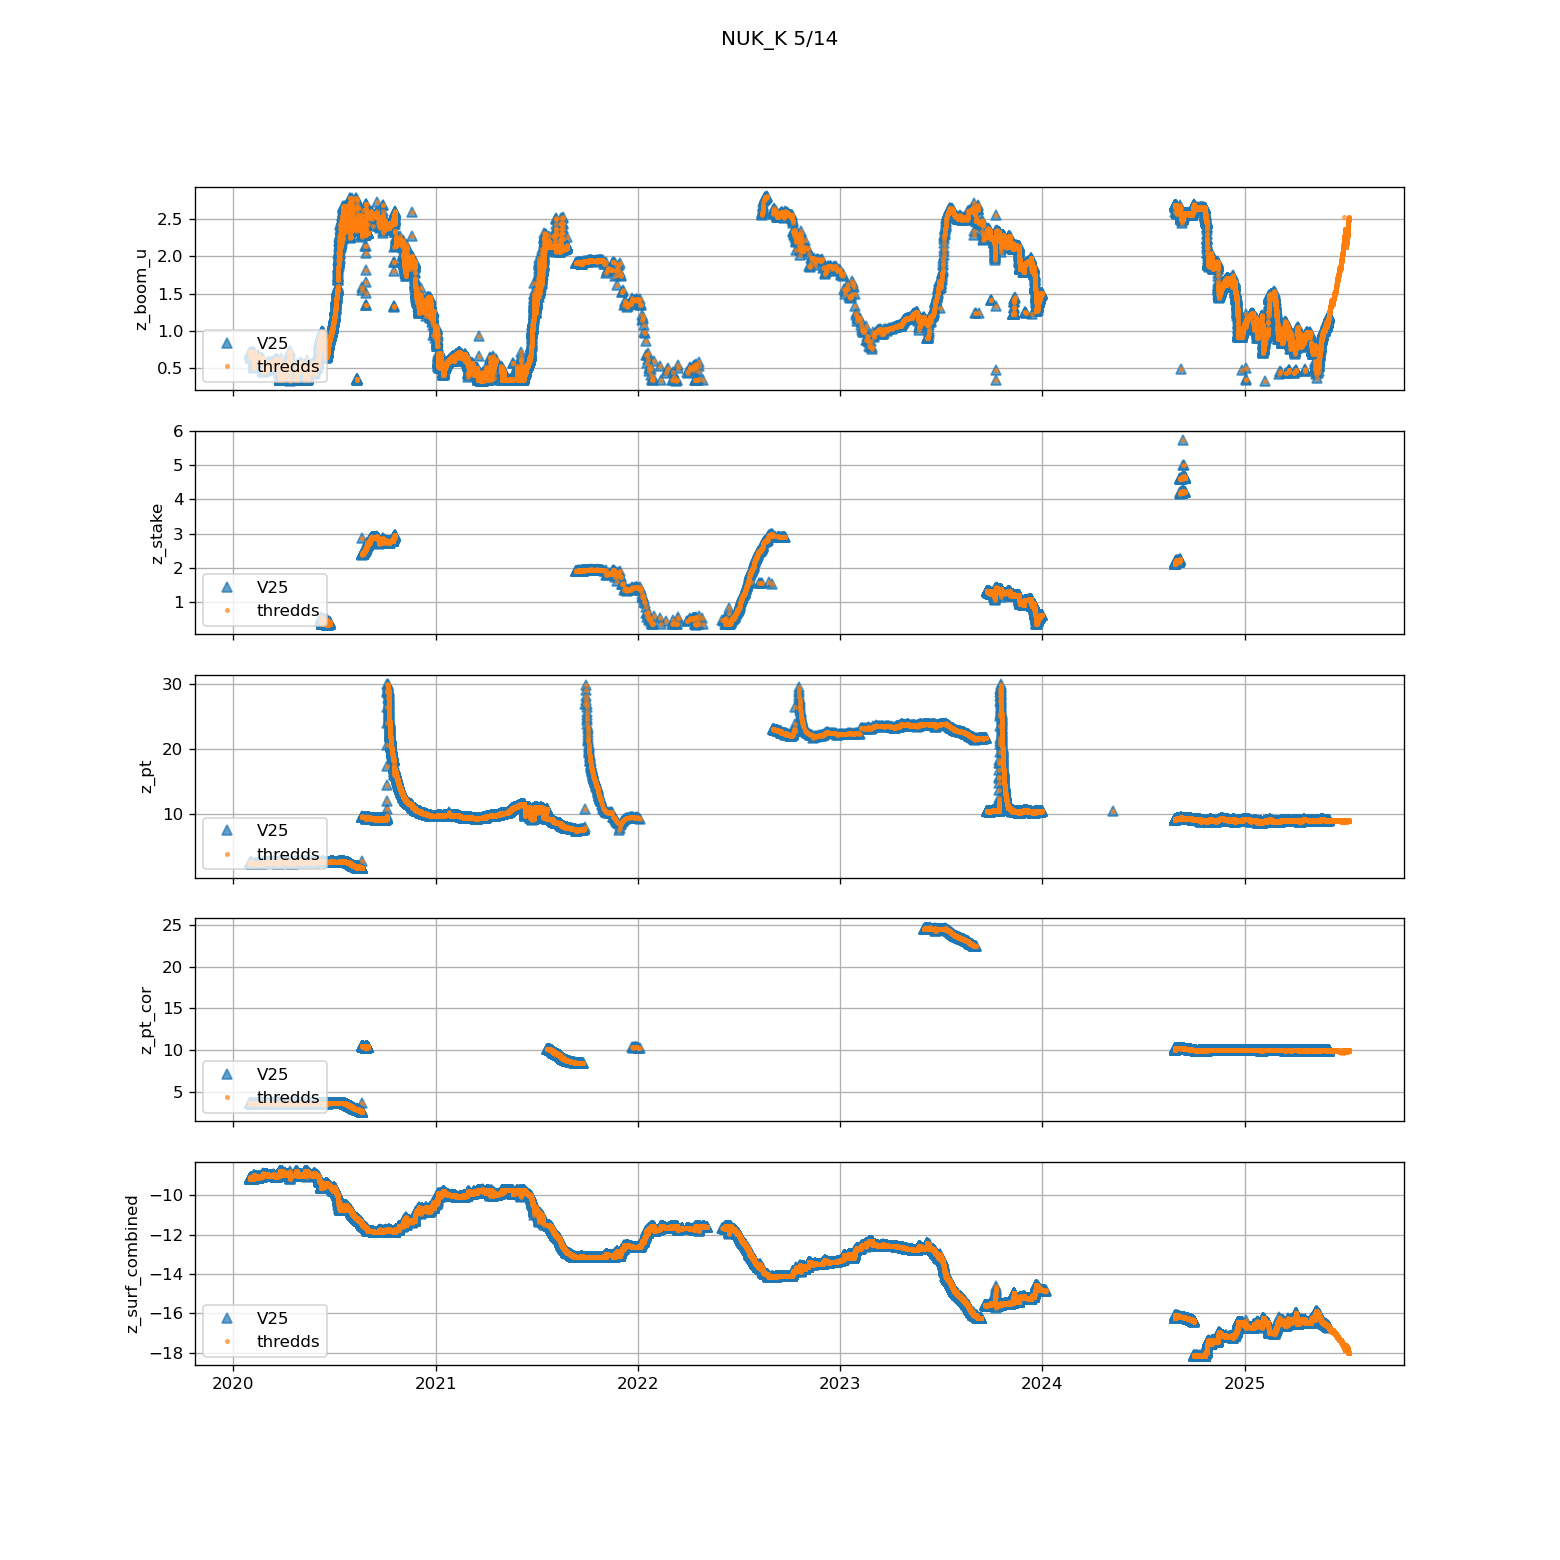 NUK_K 5/14
z_boom_u
2.5
2.0
1.5
1.0
0.5
V25
thredds
z_stake
6
5
4
3
2
1
V25
thredds
z_pt
30
20
10
V25
thredds
z_pt_cor
25
20
15
10
5
V25
thredds
z_surf_combined
−10
−12
−14
−16
−18
V25
thredds
2020 2021 2022 2023 2024 2025